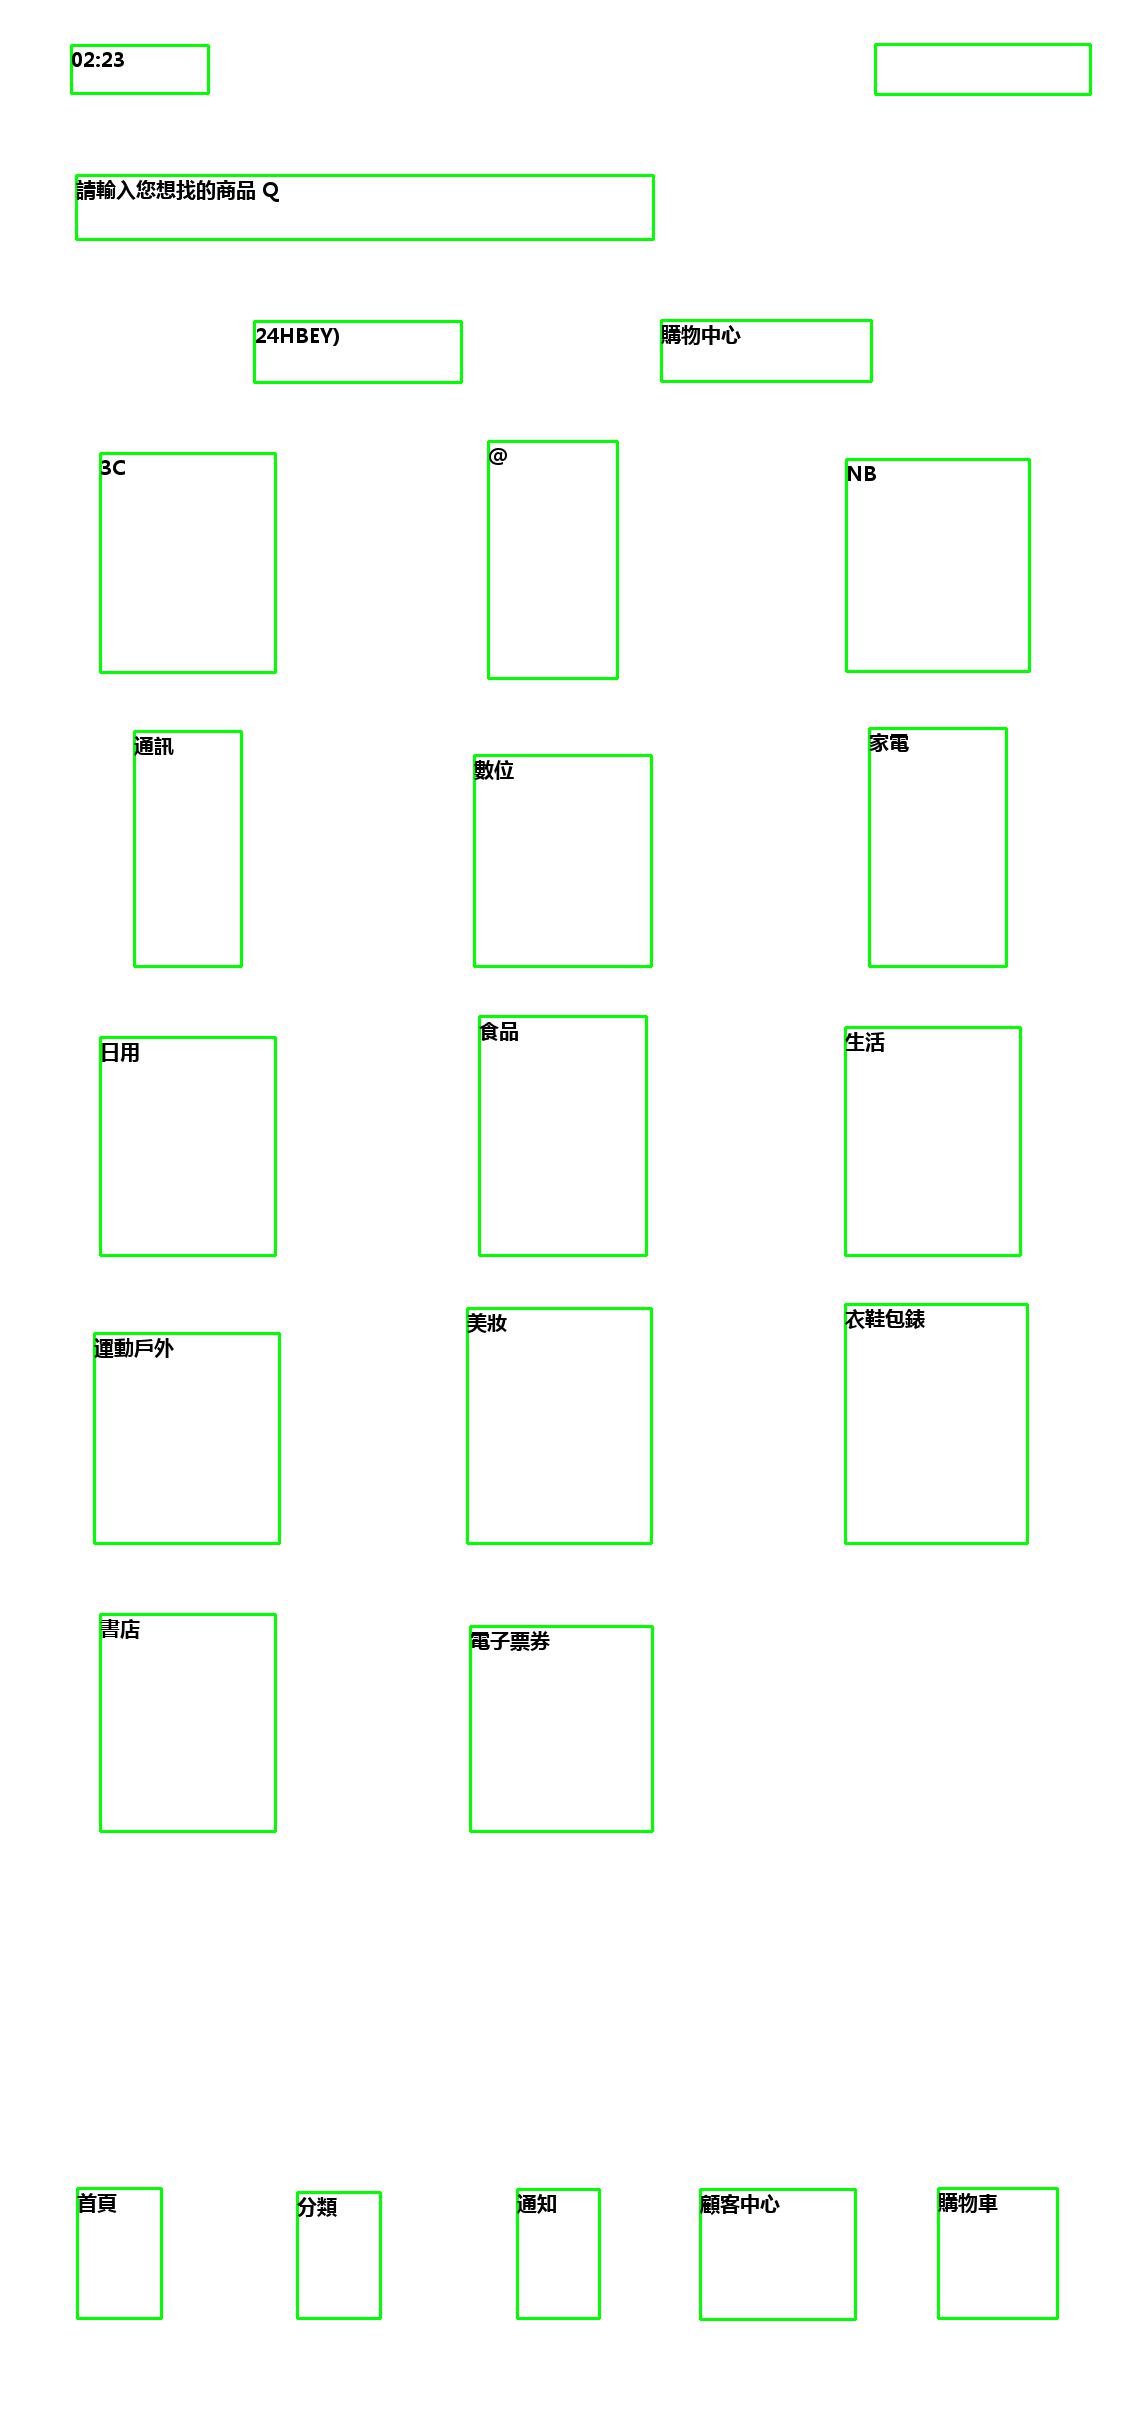 02:23
請輸入您想找的商品 Q
24HBEY) 購物中心
3C @ NB
通訊 數位 家電
日用 食品 生活
運動戶外 美妝 衣鞋包錶
書店 電子票券
首頁 分類 通知 顧客中心 購物車